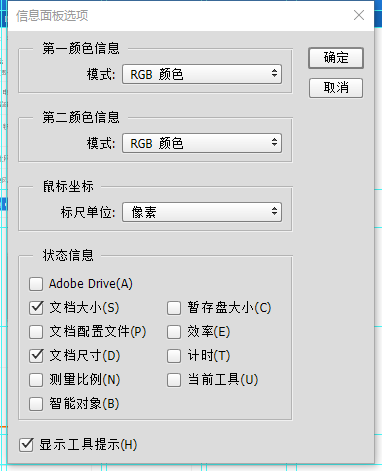 信息面板选项
第一颜色信息
模式: RGB 颜色
确定
取消
第二颜色信息
模式: RGB 颜色
鼠标坐标
标尺单位: 像素
状态信息
Adobe Drive(A)
文档大小(S) 暂存盘大小(C)
文档配置文件(P) 效率(E)
文档尺寸(D) 计时(T)
测量比例(N) 当前工具(U)
智能对象(B)
显示工具提示(H)